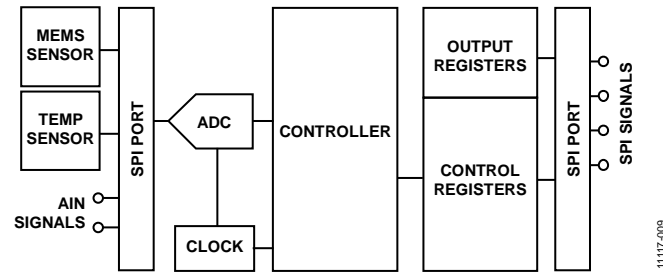 MEMS
SENSOR
TEMP
SENSOR
AIN
SIGNALS
SPI PORT
ADC
CLOCK
CONTROLLER
OUTPUT
REGISTERS
CONTROL
REGISTERS
SPI PORT
SPI SIGNALS
11117-009